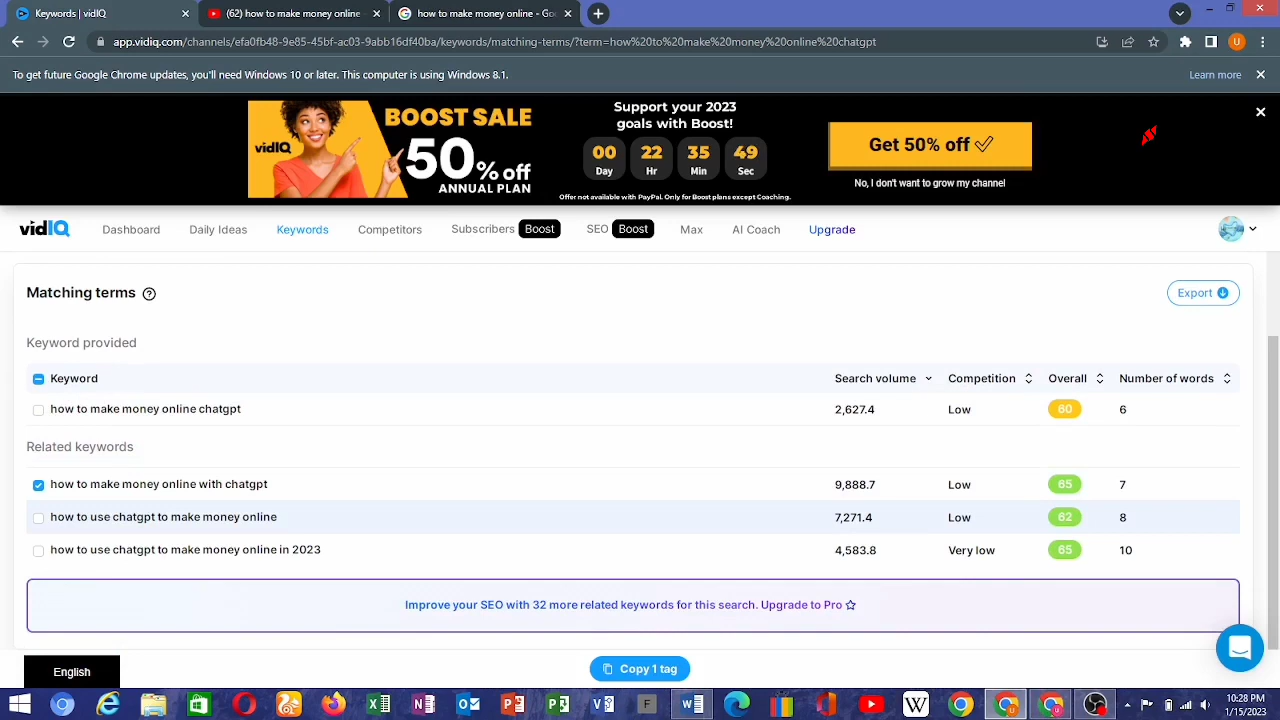 Keywords | vidIQ
(62) how to make money online
how to make money online - Go
app.vidiq.com/channels/efa0fb48-9e85-45bf-ac03-9abb16df40ba/keywords/matching-terms/?term=how%20to%20make%20money%20online%20chatgpt
U
To get future Google Chrome updates, you'll need Windows 10 or later. This computer is using Windows 8.1.
Learn more
vidIQ
BOOST SALE
50% off
ANNUAL PLAN
Support your 2023
goals with Boost!
00 22 35 49
Day Hr Min Sec
Offer not available with PayPal. Only for Boost plans except Coaching.
Get 50% off
No, I don't want to grow my channel
vidIQ Dashboard Daily Ideas Keywords Competitors Subscribers Boost SEO Boost Max AI Coach Upgrade
Matching terms ?
Export
Keyword provided
Keyword Search volume Competition Overall Number of words
how to make money online chatgpt 2,627.4 Low 60 6
Related keywords
how to make money online with chatgpt 9,888.7 Low 65 7
how to use chatgpt to make money online 7,271.4 Low 62 8
how to use chatgpt to make money online in 2023 4,583.8 Very low 65 10
Improve your SEO with 32 more related keywords for this search. Upgrade to Pro
English
Copy 1 tag
10:28 PM
1/15/2023